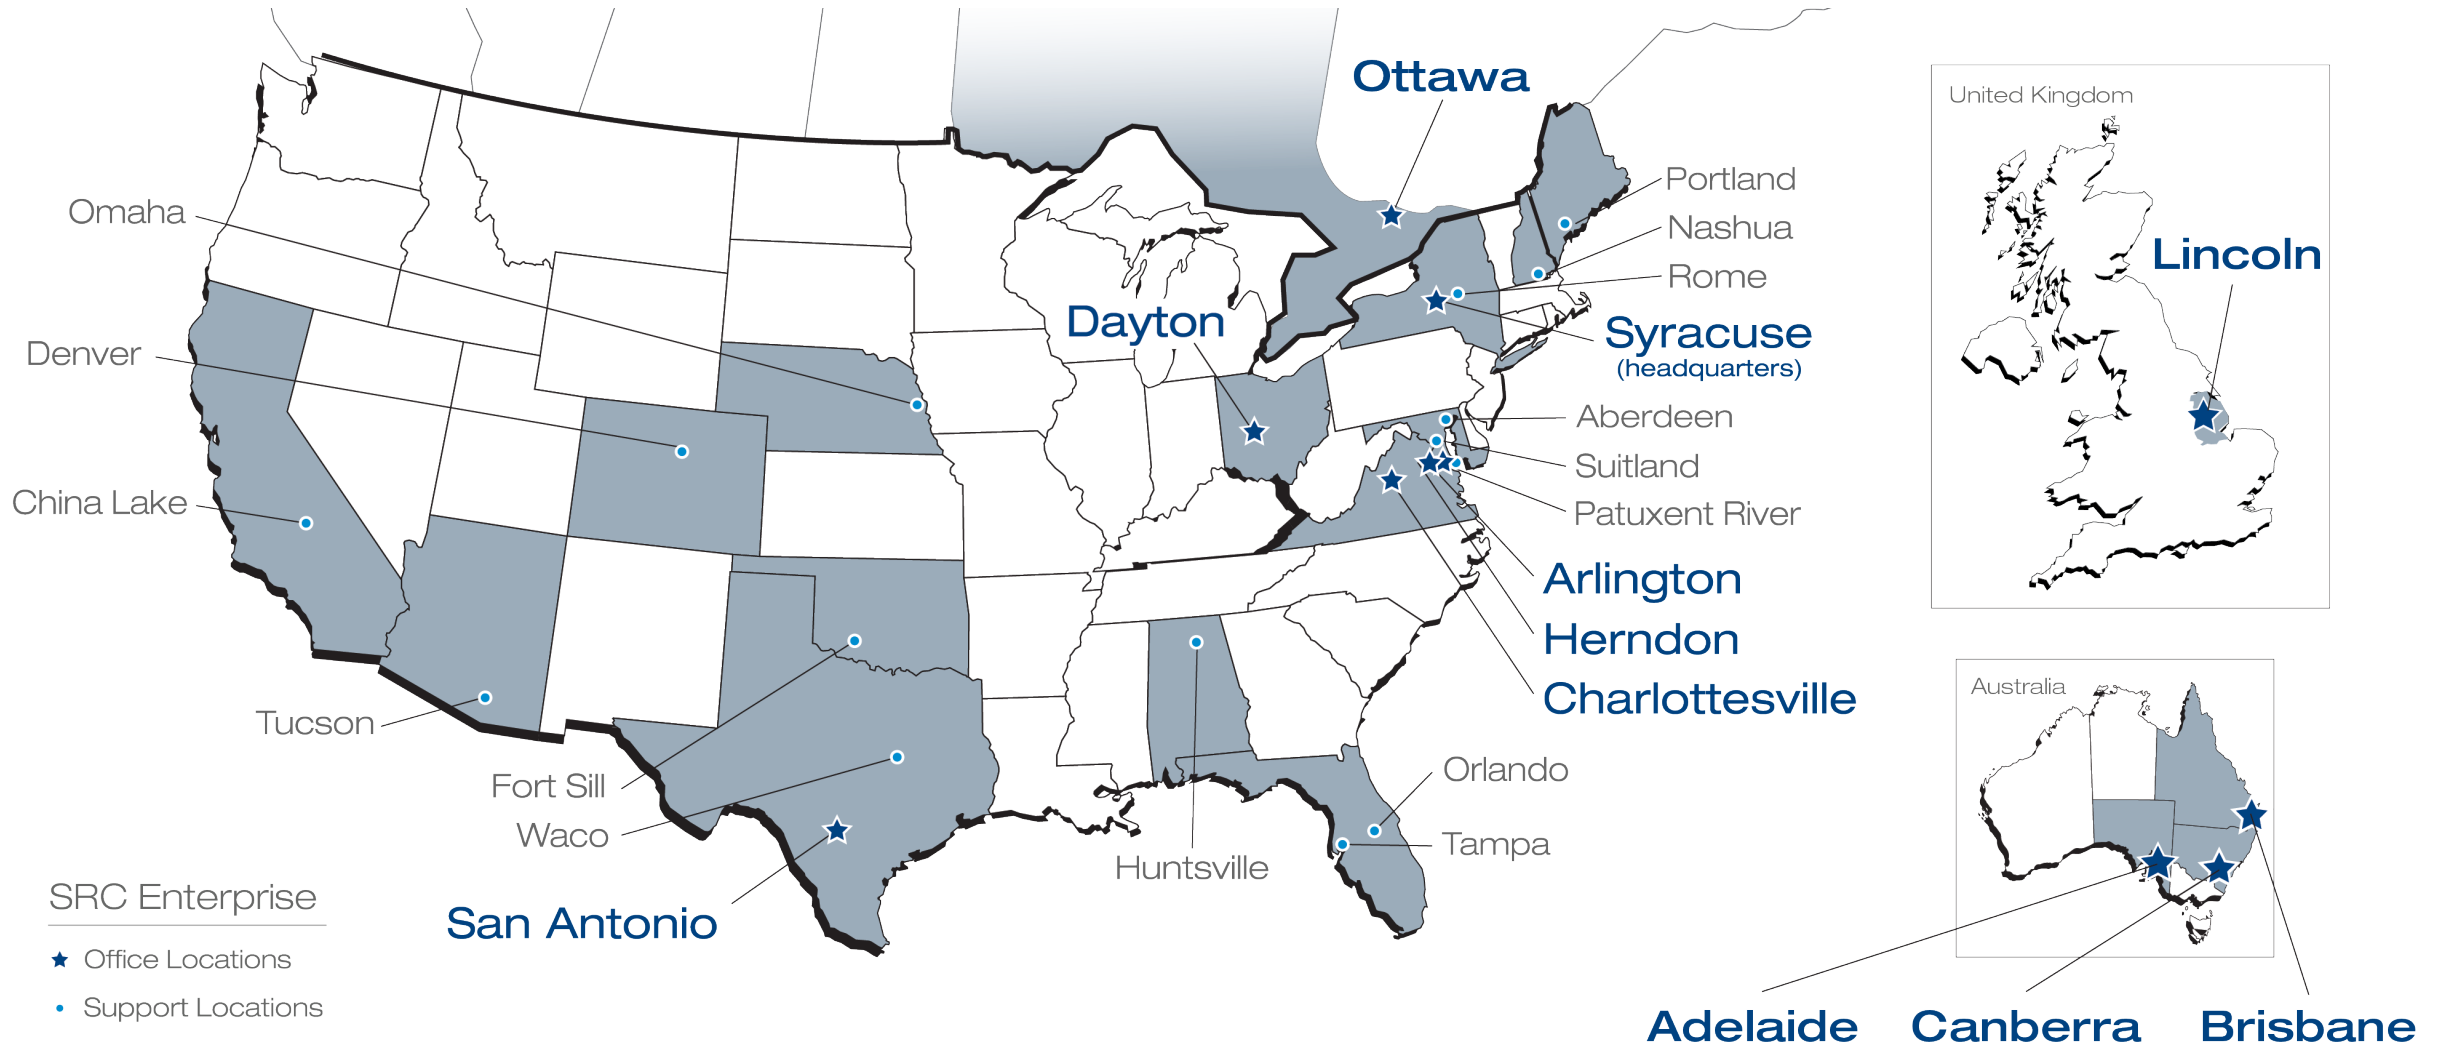 Ottawa
United Kingdom
Portland
Omaha
Nashua
Lincoln
Rome
Dayton
Syracuse
(headquarters)
Denver
Aberdeen
Suitland
China Lake
Patuxent River
Arlington
Herndon
Charlottesville
Australia
Tucson
Orlando
Fort Sill
Waco
Tampa
Huntsville
SRC Enterprise
San Antonio
Office Locations
Support Locations
Adelaide
Canberra
Brisbane